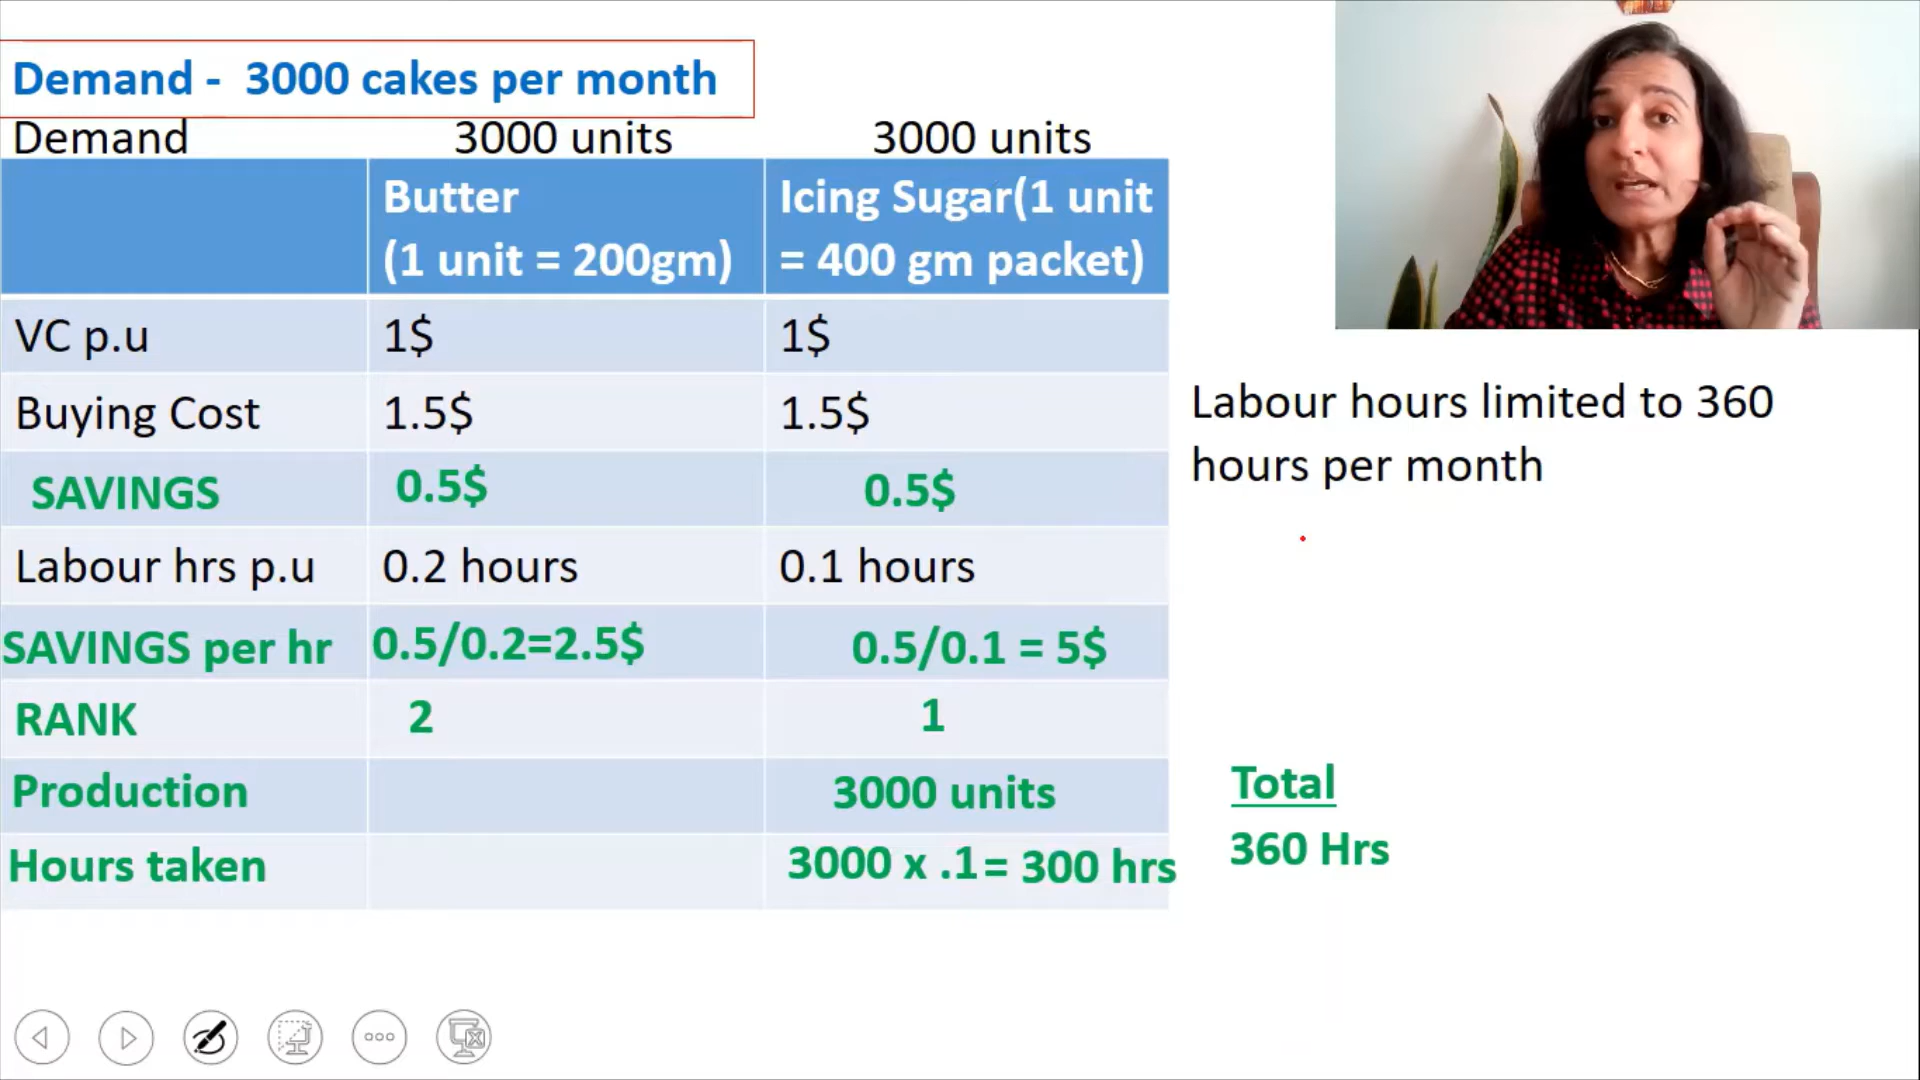 Demand -  3000 cakes per month
Demand 3000 units 3000 units
Butter
(1 unit = 200gm)
Icing Sugar(1 unit
= 400 gm packet)
VC p.u 1$ 1$
Buying Cost 1.5$ 1.5$
SAVINGS 0.5$ 0.5$
Labour hrs p.u 0.2 hours 0.1 hours
SAVINGS per hr 0.5/0.2=2.5$ 0.5/0.1 = 5$
RANK 2 1
Production 3000 units
Hours taken 3000 x .1 = 300 hrs
Labour hours limited to 360
hours per month
Total
360 Hrs